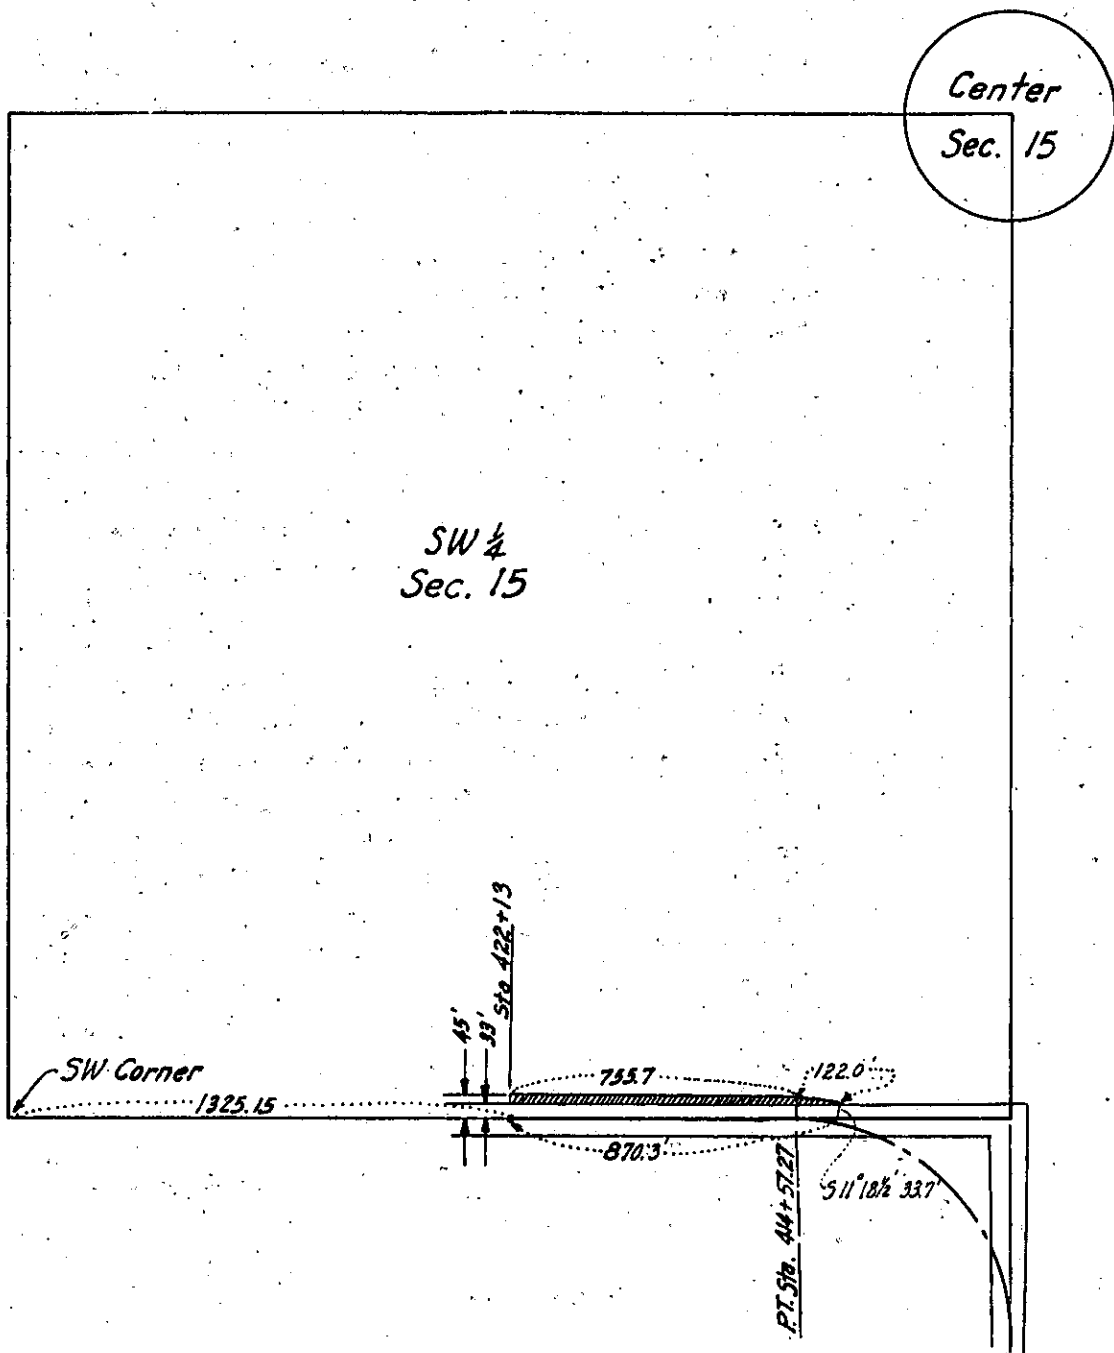 Center
Sec. 15
SW ¼
Sec. 15
Sta 422+13
45'
33'
SW Corner
1325.15
755.7
122.0'
870.3'
S 11° 18½' 33.7'
P.T. Sta. 414+57.27